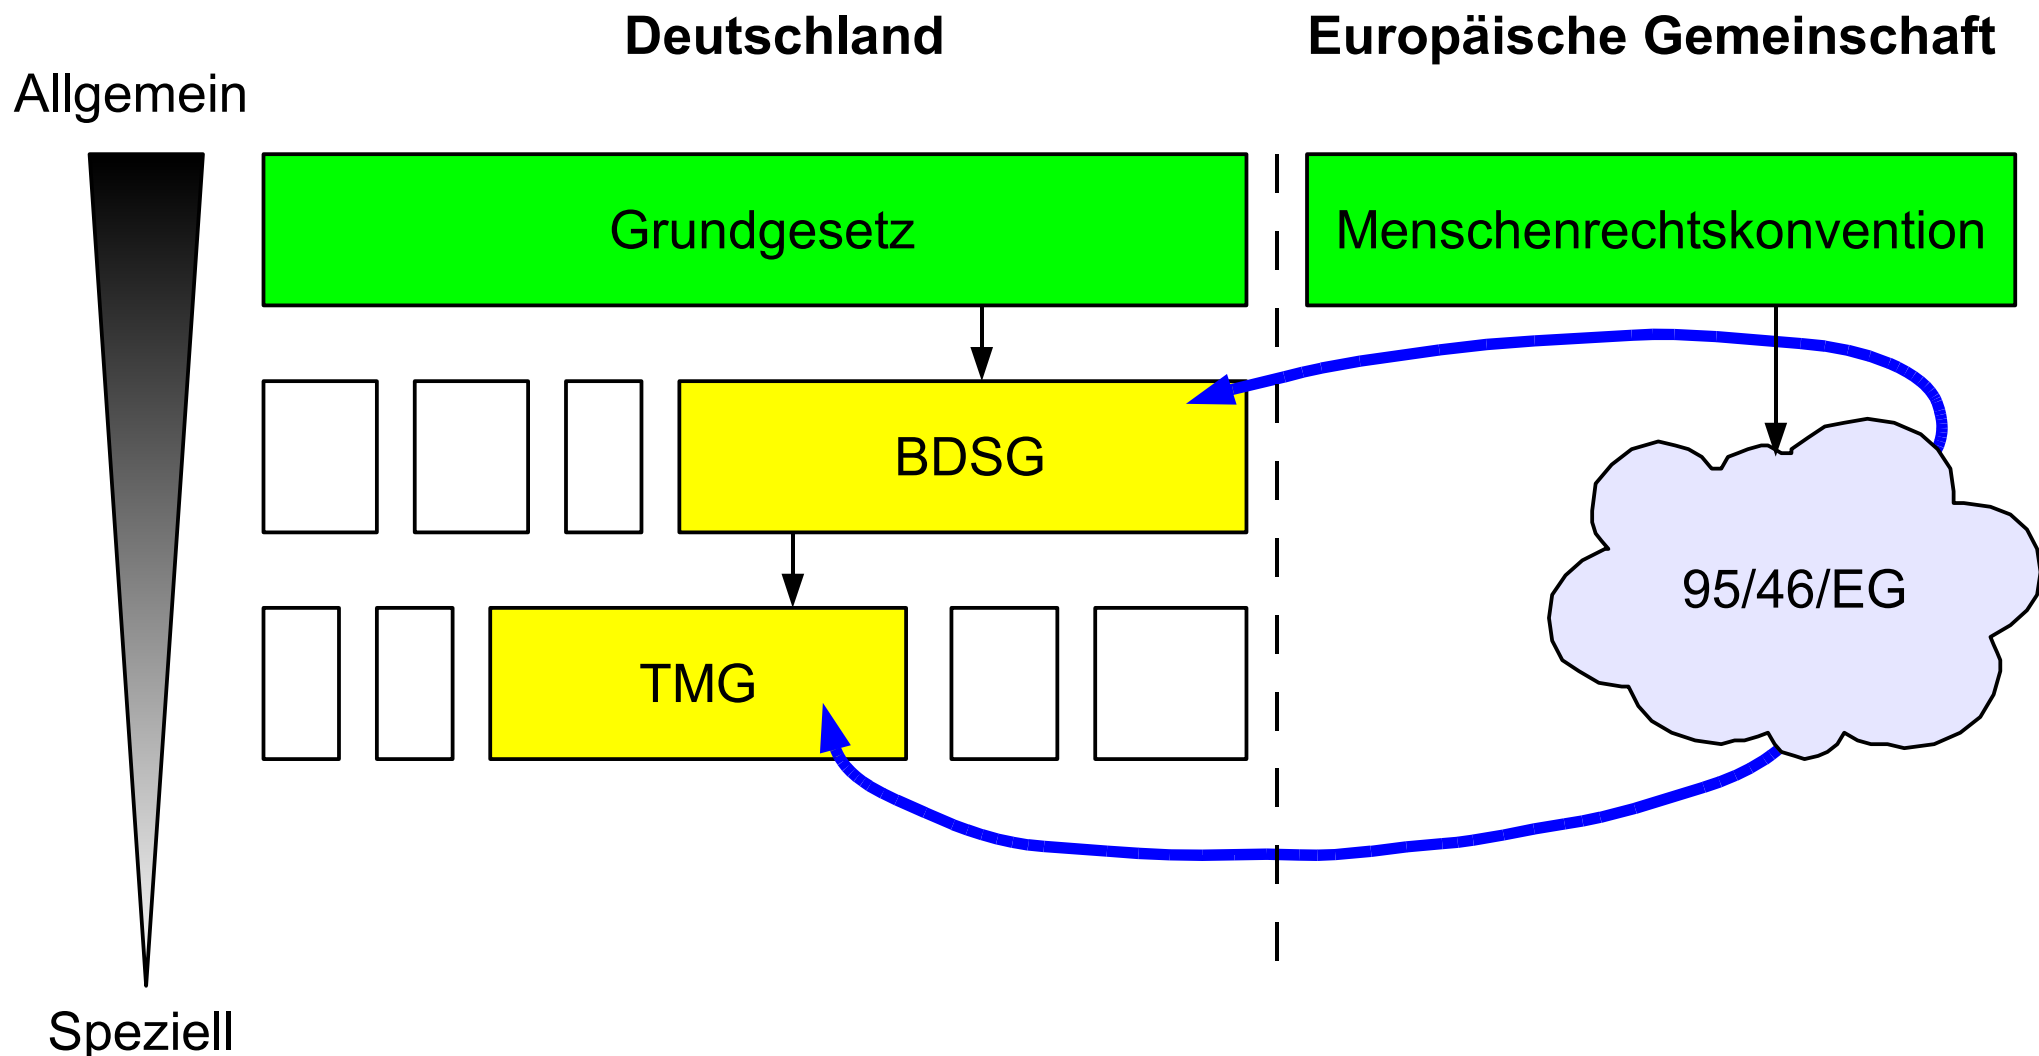 Deutschland
Europäische Gemeinschaft
Allgemein
Grundgesetz
Menschenrechtskonvention
BDSG
95/46/EG
TMG
Speziell